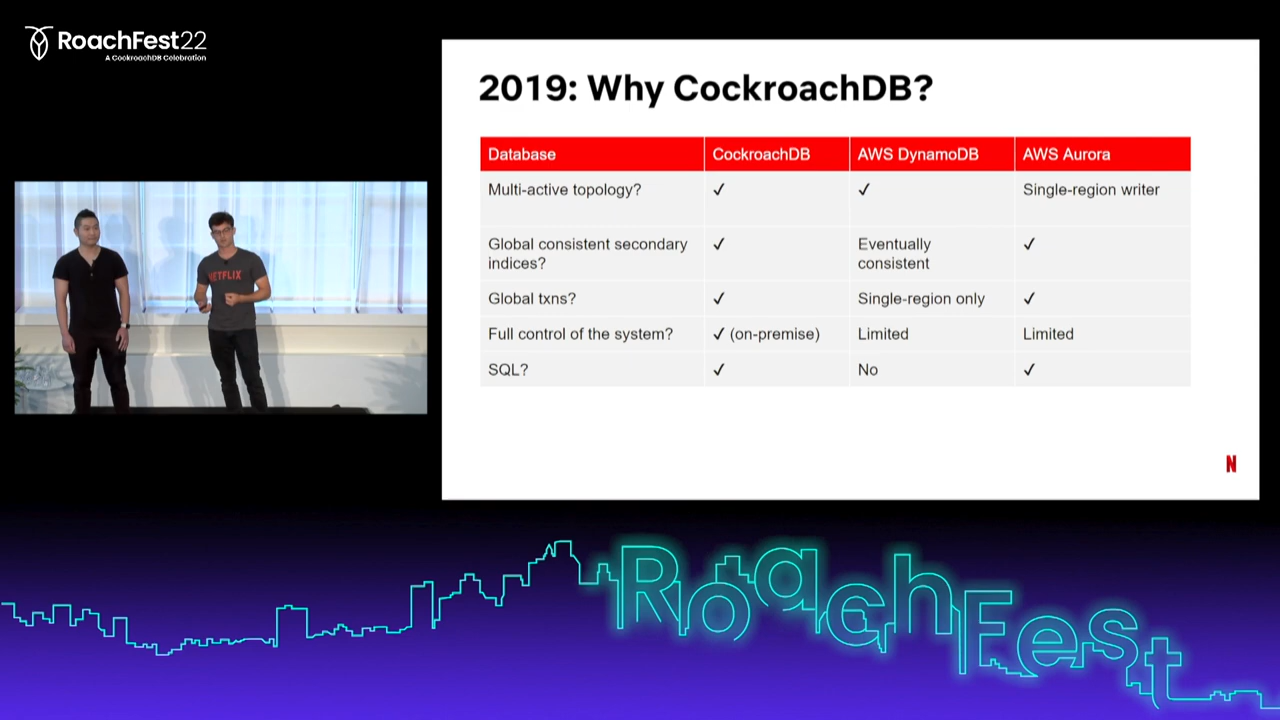 RoachFest22
A CockroachDB Celebration
2019: Why CockroachDB?
Database CockroachDB AWS DynamoDB AWS Aurora
Multi-active topology? ✓ ✓ Single-region writer
Global consistent secondary indices? ✓ Eventually consistent ✓
Global txns? ✓ Single-region only ✓
Full control of the system? ✓ (on-premise) Limited Limited
SQL? ✓ No ✓
N
NETFLIX
RoachFest